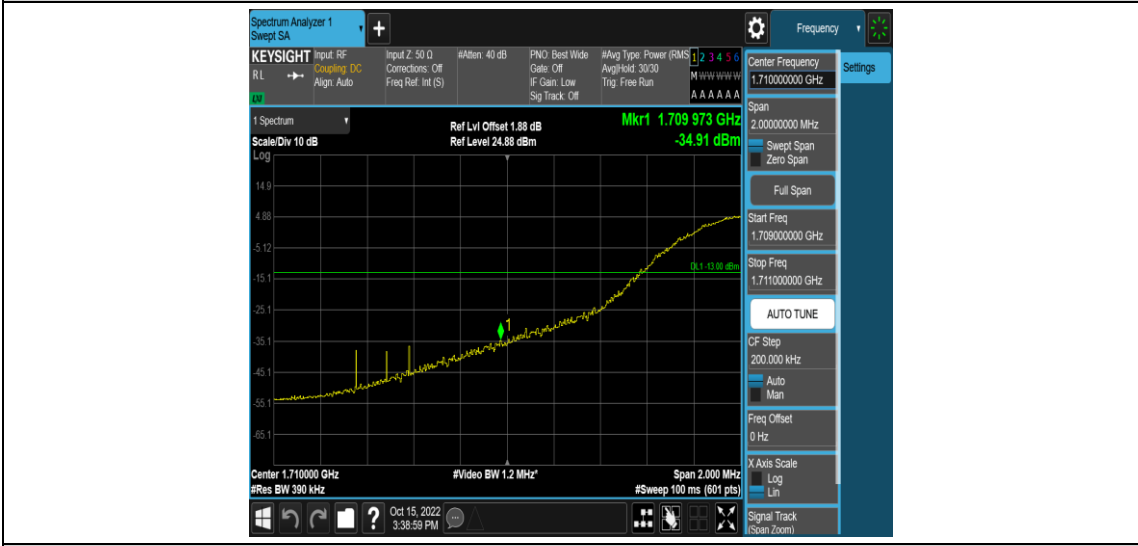 Spectrum Analyzer 1
Swept SA
Frequency
KEYSIGHT
Input: RF
Input Z: 50 Ω
#Atten: 40 dB
PNO: Best Wide
#Avg Type: Power (RMS
1 2 3 4 5 6
RL
Coupling: DC
Corrections: Off
Gate: Off
Avg|Hold: 30/30
M W W W W W
Align: Auto
Freq Ref: Int (S)
IF Gain: Low
Trig: Free Run
Sig Track: Off
A A A A A A
1 Spectrum
Ref Lvl Offset 1.88 dB
Mkr1 1.709 973 GHz
Scale/Div 10 dB
Ref Level 24.88 dBm
-34.91 dBm
Log
14.9
4.88
-5.12
DL1 -13.00 dBm
-15.1
-25.1
1
-35.1
-45.1
-55.1
-65.1
Center 1.710000 GHz
#Video BW 1.2 MHz*
Span 2.000 MHz
#Res BW 390 kHz
#Sweep 100 ms (601 pts)
Oct 15, 2022
3:38:59 PM
Center Frequency
1.710000000 GHz
Settings
Span
2.00000000 MHz
Swept Span
Zero Span
Full Span
Start Freq
1.709000000 GHz
Stop Freq
1.711000000 GHz
AUTO TUNE
CF Step
200.000 kHz
Auto
Man
Freq Offset
0 Hz
X Axis Scale
Log
Lin
Signal Track
(Span Zoom)